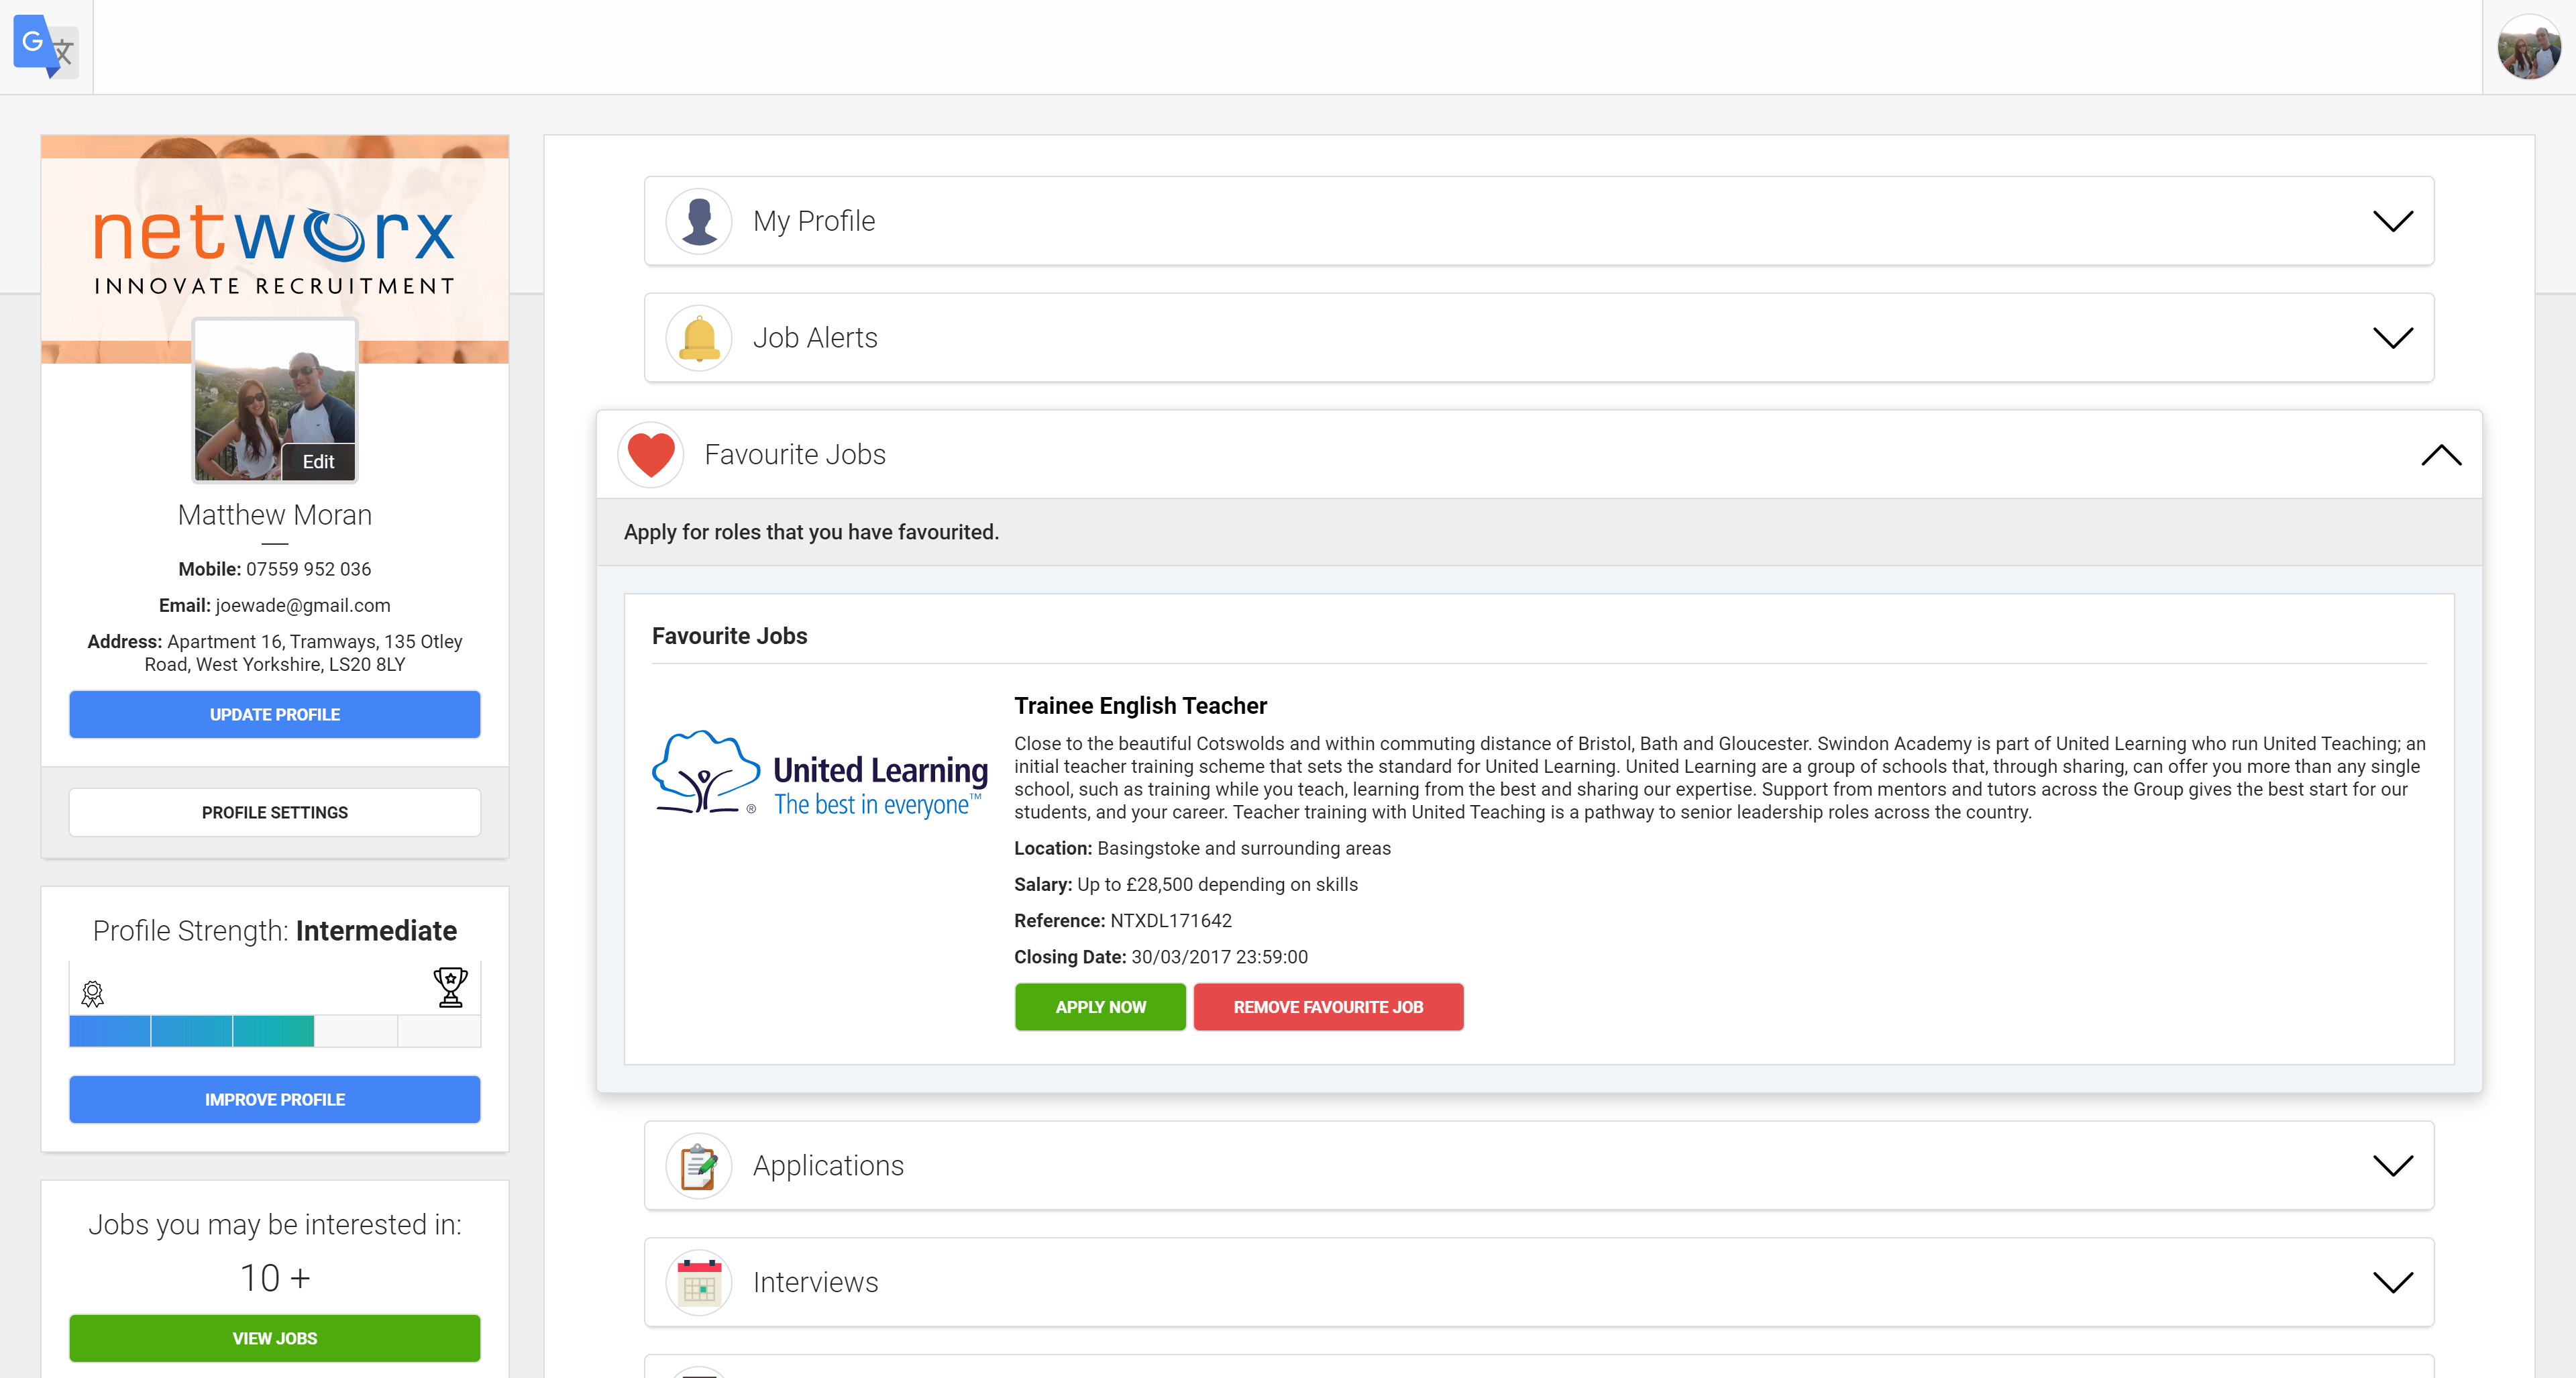 G 文
networx
INNOVATE RECRUITMENT
Edit
Matthew Moran
Mobile: 07559 952 036
Email: joewade@gmail.com
Address: Apartment 16, Tramways, 135 Otley
Road, West Yorkshire, LS20 8LY
UPDATE PROFILE
PROFILE SETTINGS
Profile Strength: Intermediate
IMPROVE PROFILE
Jobs you may be interested in:
10 +
VIEW JOBS
My Profile
Job Alerts
Favourite Jobs
Apply for roles that you have favourited.
Favourite Jobs
United Learning
The best in everyone™
®
Trainee English Teacher
Close to the beautiful Cotswolds and within commuting distance of Bristol, Bath and Gloucester. Swindon Academy is part of United Learning who run United Teaching; an
initial teacher training scheme that sets the standard for United Learning. United Learning are a group of schools that, through sharing, can offer you more than any single
school, such as training while you teach, learning from the best and sharing our expertise. Support from mentors and tutors across the Group gives the best start for our
students, and your career. Teacher training with United Teaching is a pathway to senior leadership roles across the country.
Location: Basingstoke and surrounding areas
Salary: Up to £28,500 depending on skills
Reference: NTXDL171642
Closing Date: 30/03/2017 23:59:00
APPLY NOW
REMOVE FAVOURITE JOB
Applications
Interviews